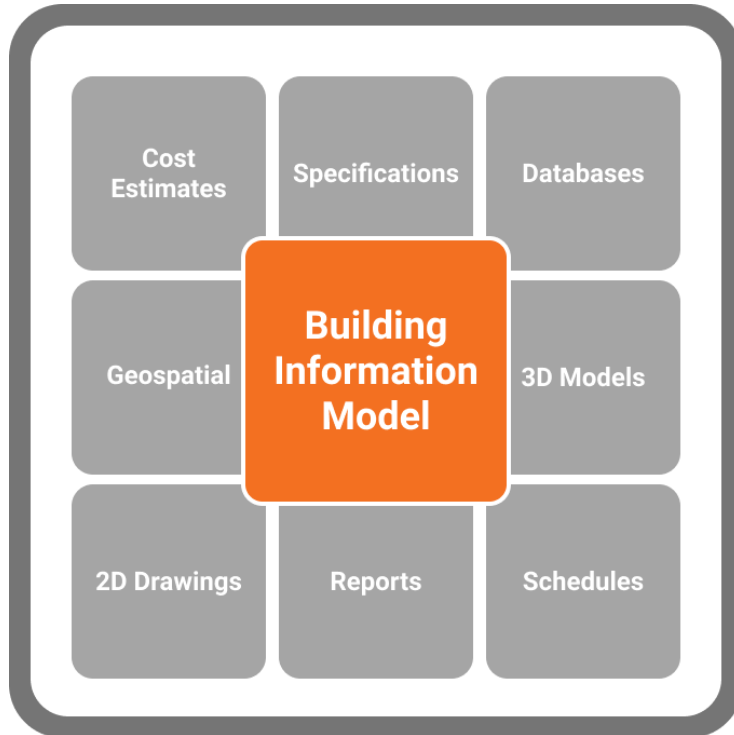 Cost
Estimates
Specifications
Databases
Geospatial
Building
Information
Model
3D Models
2D Drawings
Reports
Schedules